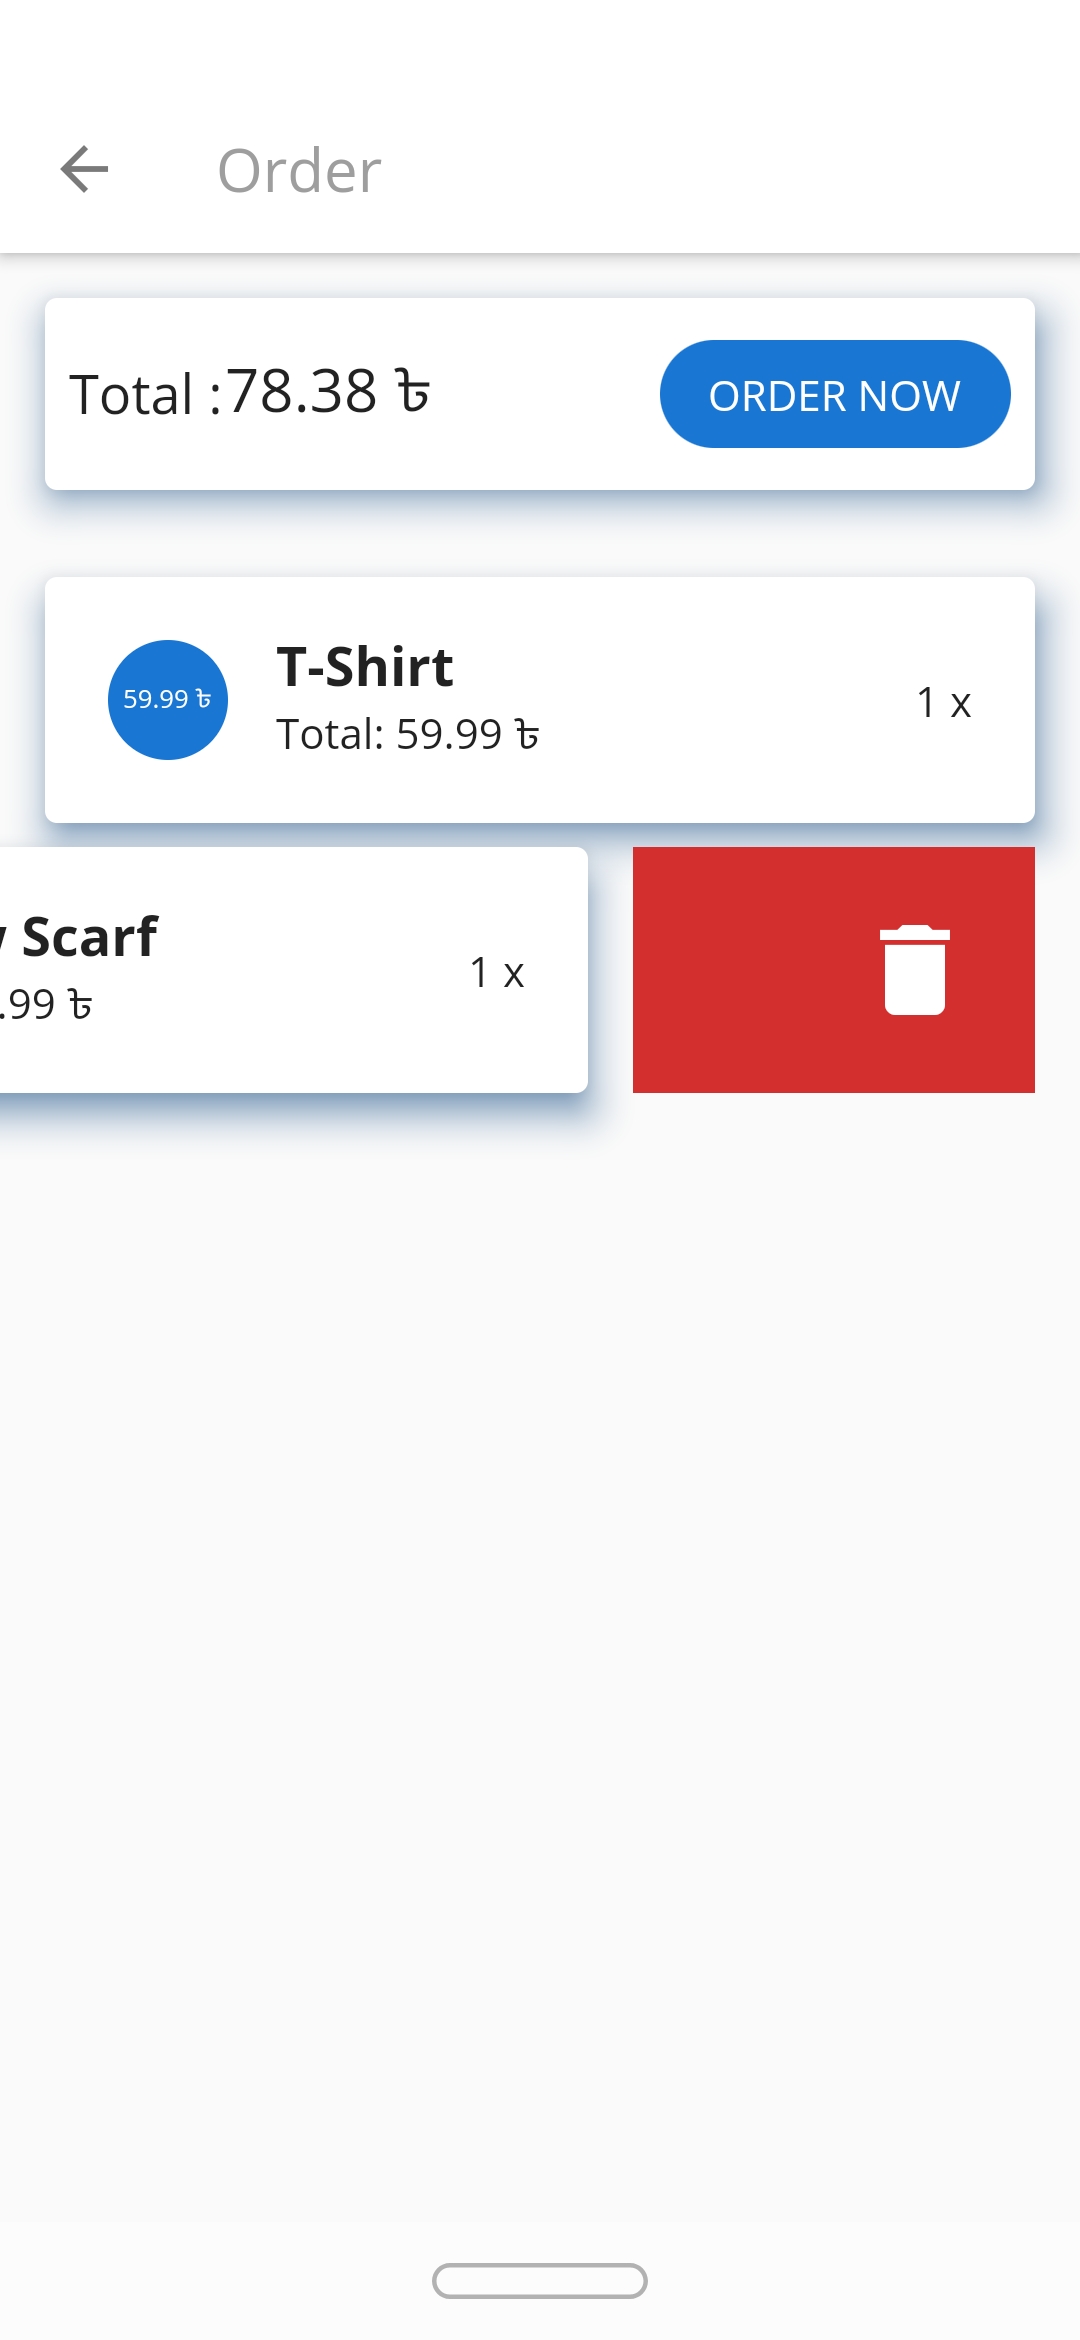 Order
Total :78.38 ৳
ORDER NOW
59.99 ৳
T-Shirt
Total: 59.99 ৳
1 x
Scarf
.99 ৳
1 x